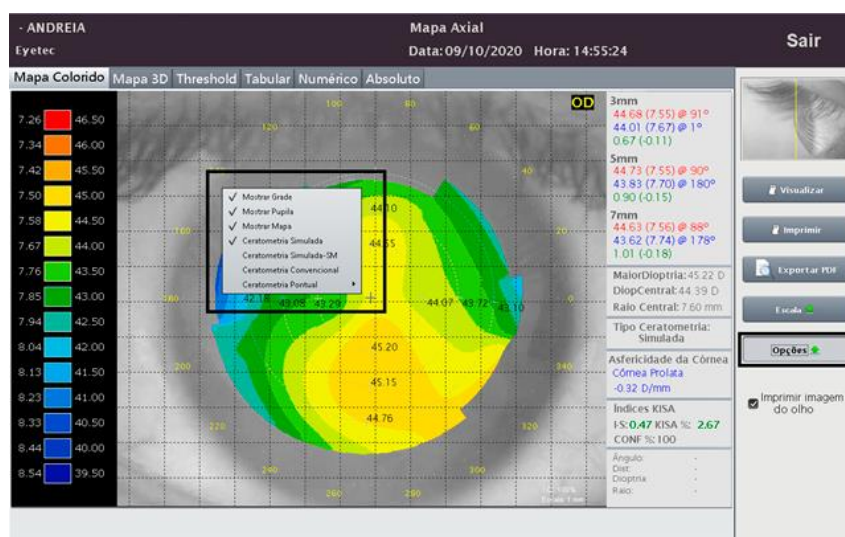 - ANDREIA
Eyetec
Mapa Axial
Data:09/10/2020 Hora: 14:55:24
Sair
Mapa Colorido Mapa 3D Threshold Tabular Numérico Absoluto
7.26 46.50
7.34 46.00
7.42 45.50
7.50 45.00
7.58 44.50
7.67 44.00
7.76 43.50
7.85 43.00
7.94 42.50
8.04 42.00
8.13 41.50
8.23 41.00
8.33 40.50
8.44 40.00
8.54 39.50
OD
100 80
120 60
40
160 20
180 0
200 340
220 320
240 300
260 280
✓ Mostrar Grade
✓ Mostrar Pupila
✓ Mostrar Mapa
✓ Ceratometria Simulada
Ceratometria Simulada-SM
Ceratometria Convencional
Ceratometria Pontual
44.10
42.18 43.08 43.29 44.07 43.72 43.10
45.20
45.15
44.76
3mm
44.68 (7.55) @ 91°
44.01 (7.67) @ 1°
0.67 (-0.11)
5mm
44.73 (7.55) @ 90°
43.83 (7.70) @ 180°
0.90 (-0.15)
7mm
44.63 (7.56) @ 88°
43.62 (7.74) @ 178°
1.01 (-0.18)
MaiorDioptria: 45.22 D
DiopCentral: 44.39 D
Raio Central: 7.60 mm
Tipo Ceratometria:
Simulada
Asfericidade da Córnea
Córnea Prolata
-0.32 D/mm
Índices KISA
I-S: 0.47 KISA %: 2.67
CONF %: 100
Ângulo: -
Dist: -
Dioptria: -
Raio: -
Visualizar
Imprimir
Exportar PDF
Escala
Opções
Imprimir imagem
do olho